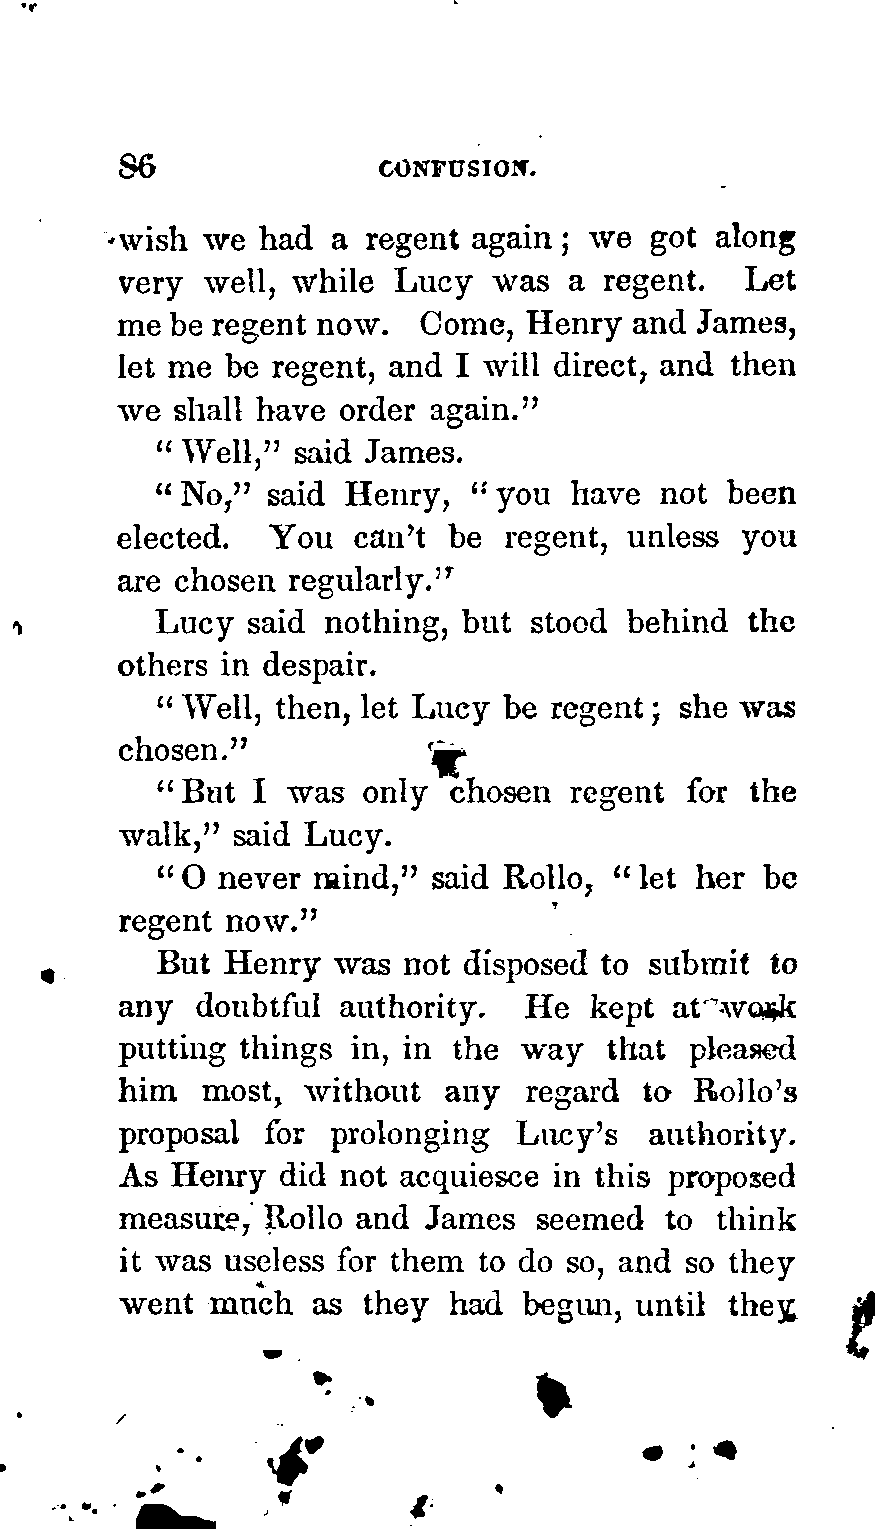 86 CONFUSION.
wish we had a regent again; we got along
very well, while Lucy was a regent. Let
me be regent now. Come, Henry and James,
let me be regent, and I will direct, and then
we shall have order again.”
“Well,” said James.
“No,” said Henry, “you have not been
elected. You can’t be regent, unless you
are chosen regularly.”
Lucy said nothing, but stood behind the
others in despair.
“Well, then, let Lucy be regent; she was
chosen.”
“But I was only chosen regent for the
walk,” said Lucy.
“O never mind,” said Rollo, “let her be
regent now.”
But Henry was not disposed to submit to
any doubtful authority. He kept at work
putting things in, in the way that pleased
him most, without any regard to Rollo’s
proposal for prolonging Lucy’s authority.
As Henry did not acquiesce in this proposed
measure, Rollo and James seemed to think
it was useless for them to do so, and so they
went much as they had begun, until they